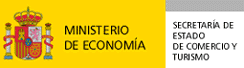 MINISTERIO
DE ECONOMÍA
SECRETARÍA DE
ESTADO
DE COMERCIO Y
TURISMO